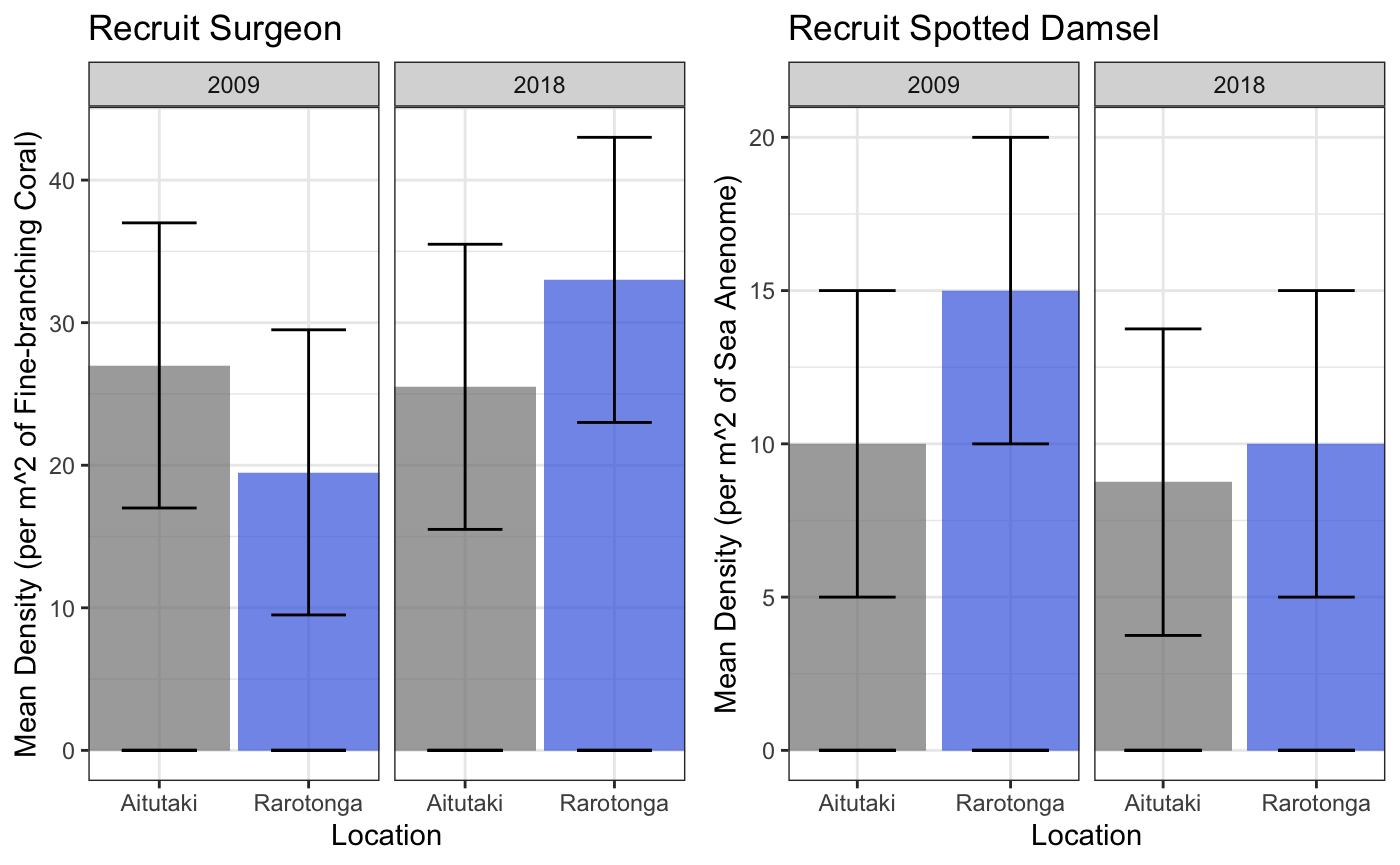 Recruit Surgeon
2009
2018
Mean Density (per m^2 of Fine-branching Coral)
40
30
20
10
0
Aitutaki
Rarotonga
Aitutaki
Rarotonga
Location
Recruit Spotted Damsel
2009
2018
Mean Density (per m^2 of Sea Anenome)
20
15
10
5
0
Aitutaki
Rarotonga
Aitutaki
Rarotonga
Location